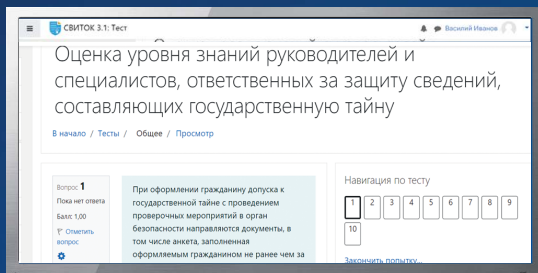 СВИТОК 3.1: Тест
Василий Иванов
Оценка уровня знаний руководителей и
специалистов, ответственных за защиту сведений,
составляющих государственную тайну
В начало / Тесты / Общее / Просмотр
Вопрос 1
Пока нет ответа
Балл: 1,00
Отметить
вопрос
При оформлении гражданину допуска к
государственной тайне с проведением
проверочных мероприятий в орган
безопасности направляются документы, в
том числе анкета, заполненная
оформляемым гражданином не ранее чем за
Навигация по тесту
1 2 3 4 5 6 7 8 9
10
Закончить попытку...